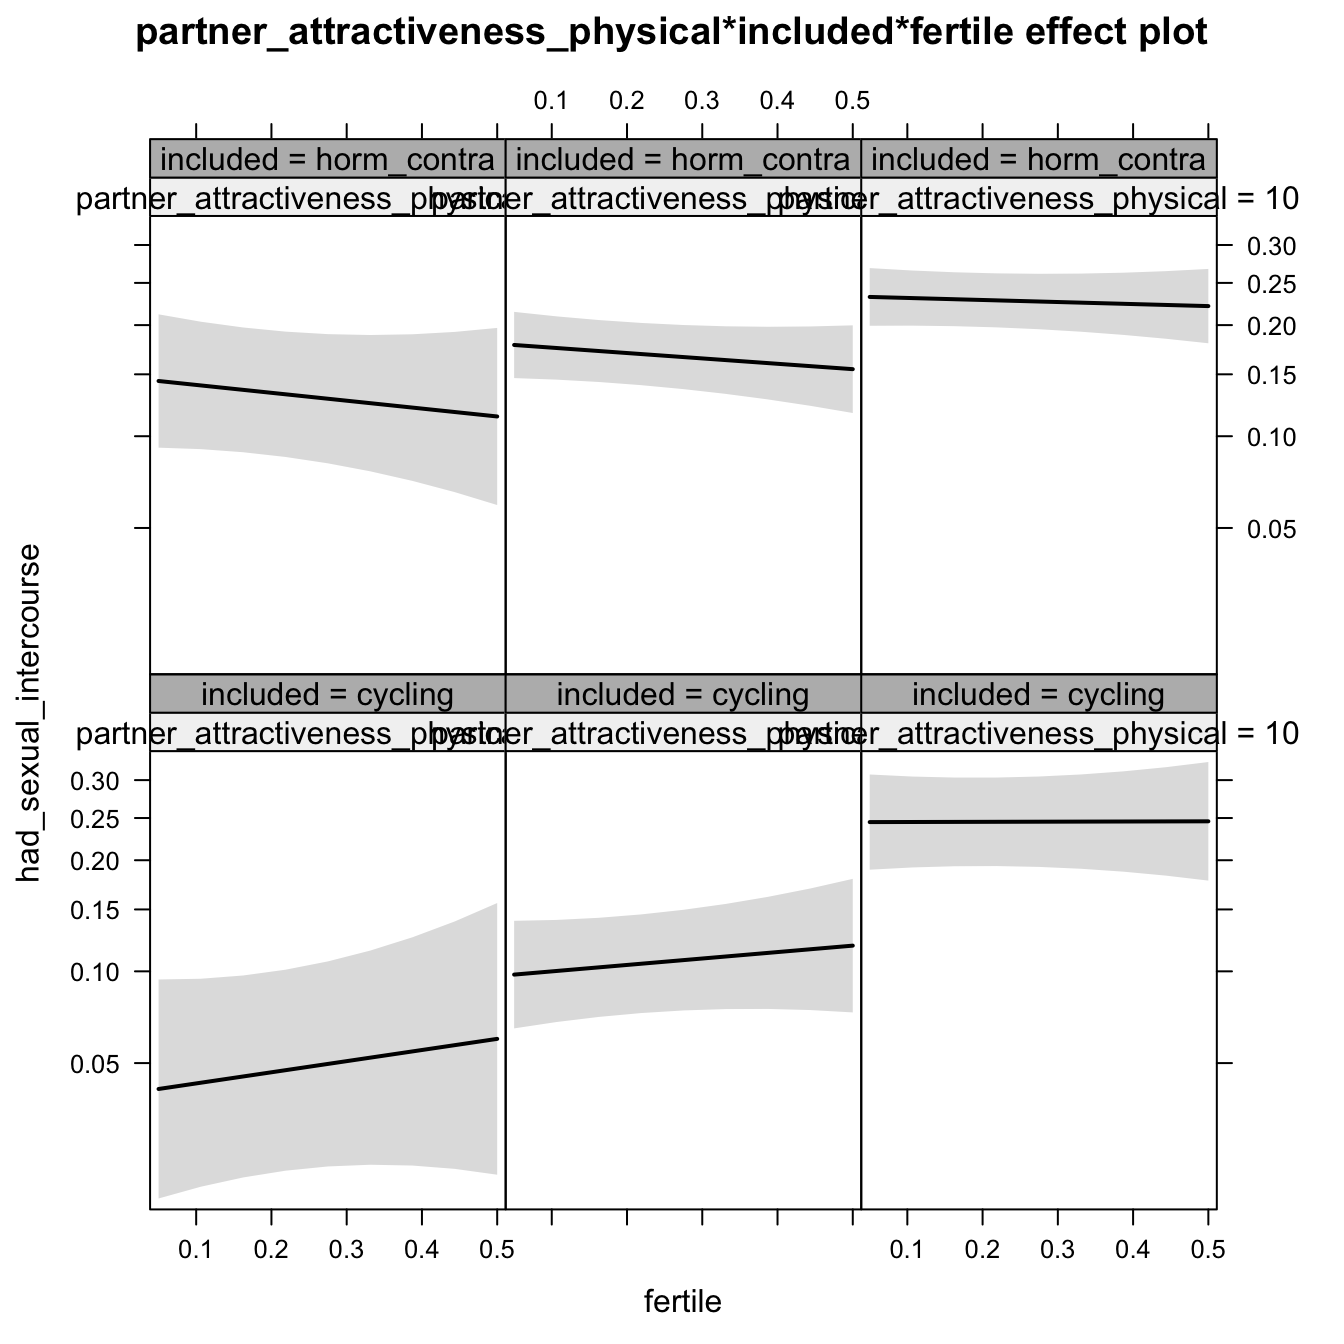 partner_attractiveness_physical*included*fertile effect plot
0.1 0.2 0.3 0.4 0.5
included = horm_contra included = horm_contra included = horm_contra
partner_attractiveness_physical = 10
0.30
0.25
0.20
0.15
0.10
0.05
had_sexual_intercourse
included = cycling included = cycling included = cycling
partner_attractiveness_physical = 10
0.30
0.25
0.20
0.15
0.10
0.05
0.1 0.2 0.3 0.4 0.5 0.1 0.2 0.3 0.4 0.5
fertile